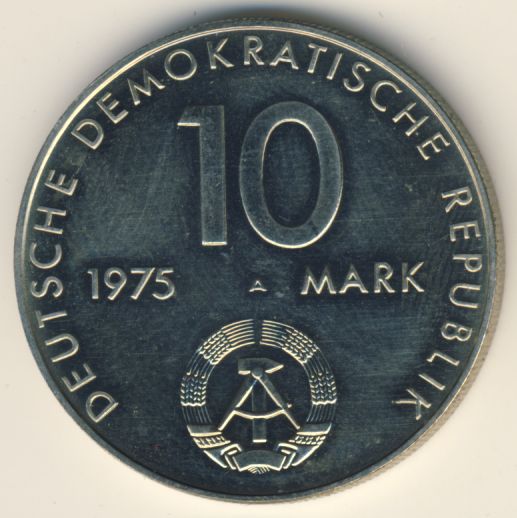 DEUTSCHE DEMOKRATISCHE REPUBLIK
10
1975 A MARK